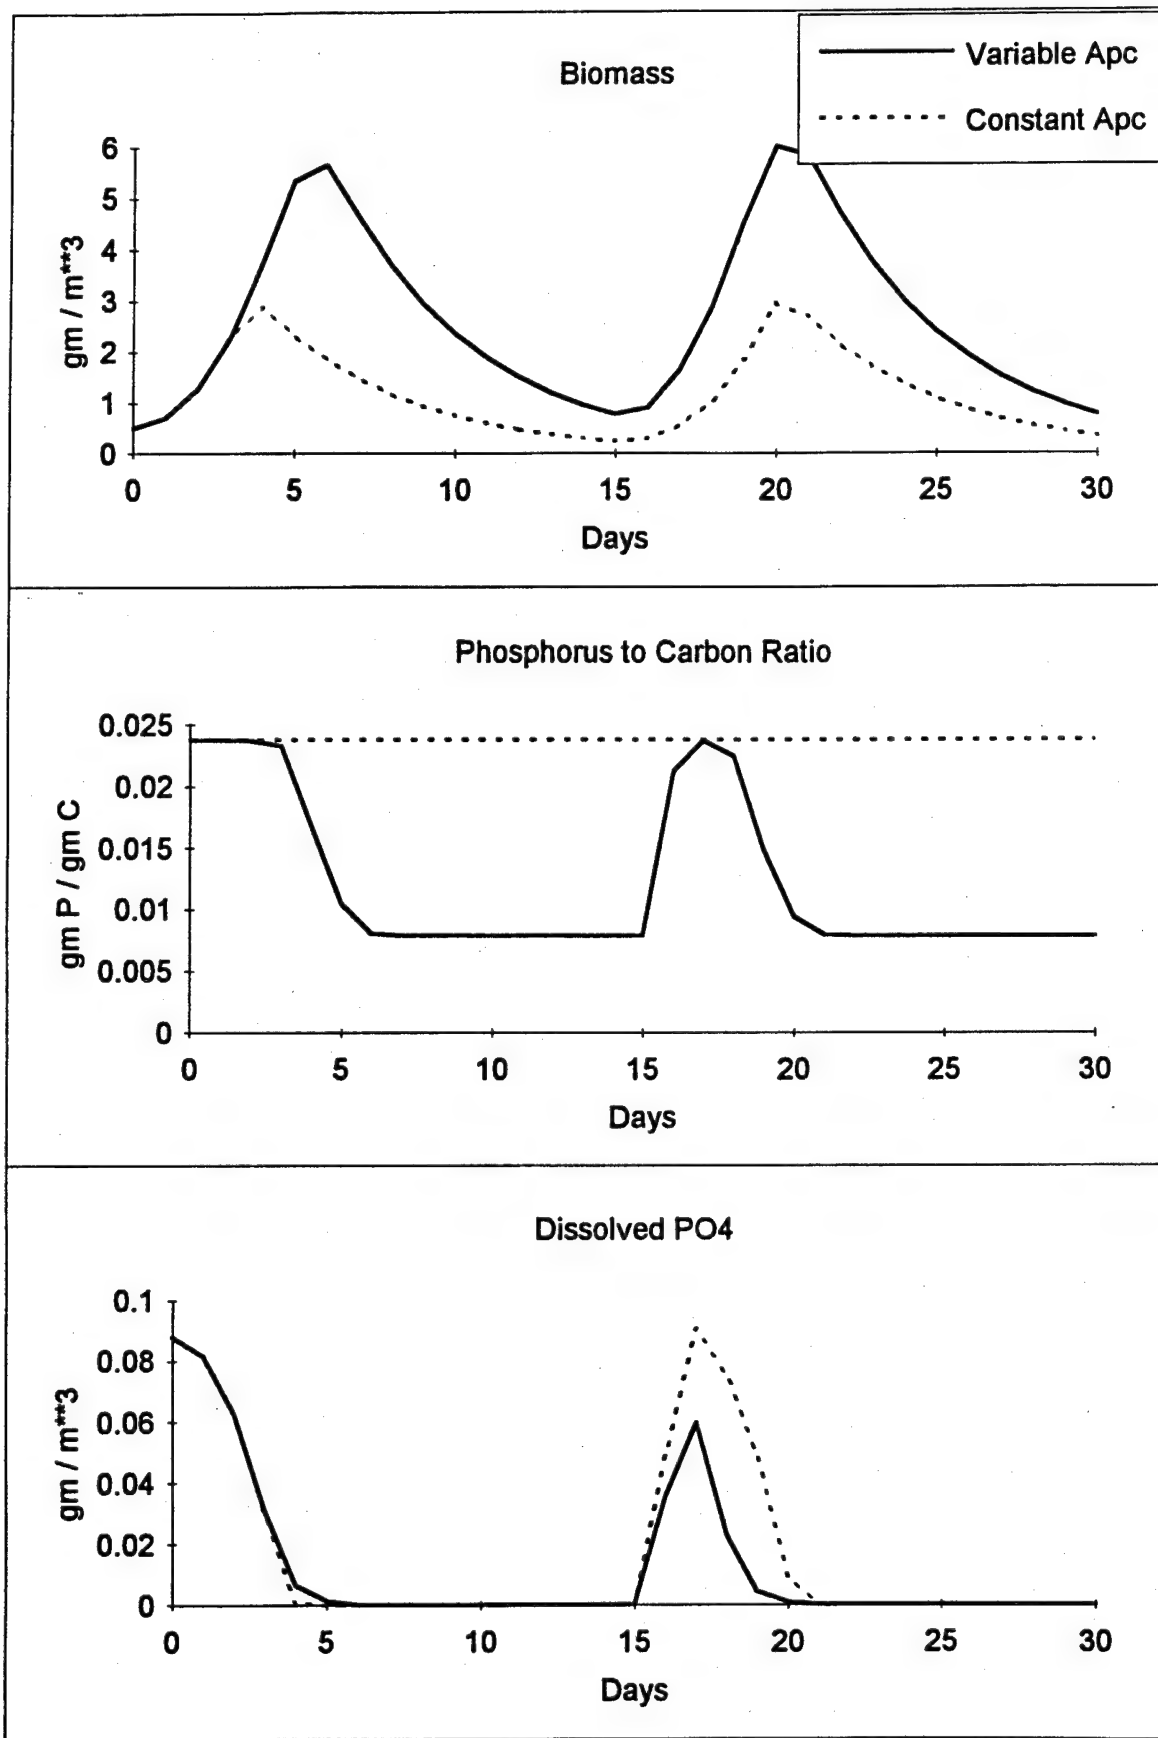 Biomass
Variable Apc
Constant Apc
6
5
4
3
2
1
0
gm / m**3
0 5 10 15 20 25 30
Days
Phosphorus to Carbon Ratio
0.025
0.02
0.015
0.01
0.005
0
gm P / gm C
0 5 10 15 20 25 30
Days
Dissolved PO4
0.1
0.08
0.06
0.04
0.02
0
gm / m**3
0 5 10 15 20 25 30
Days